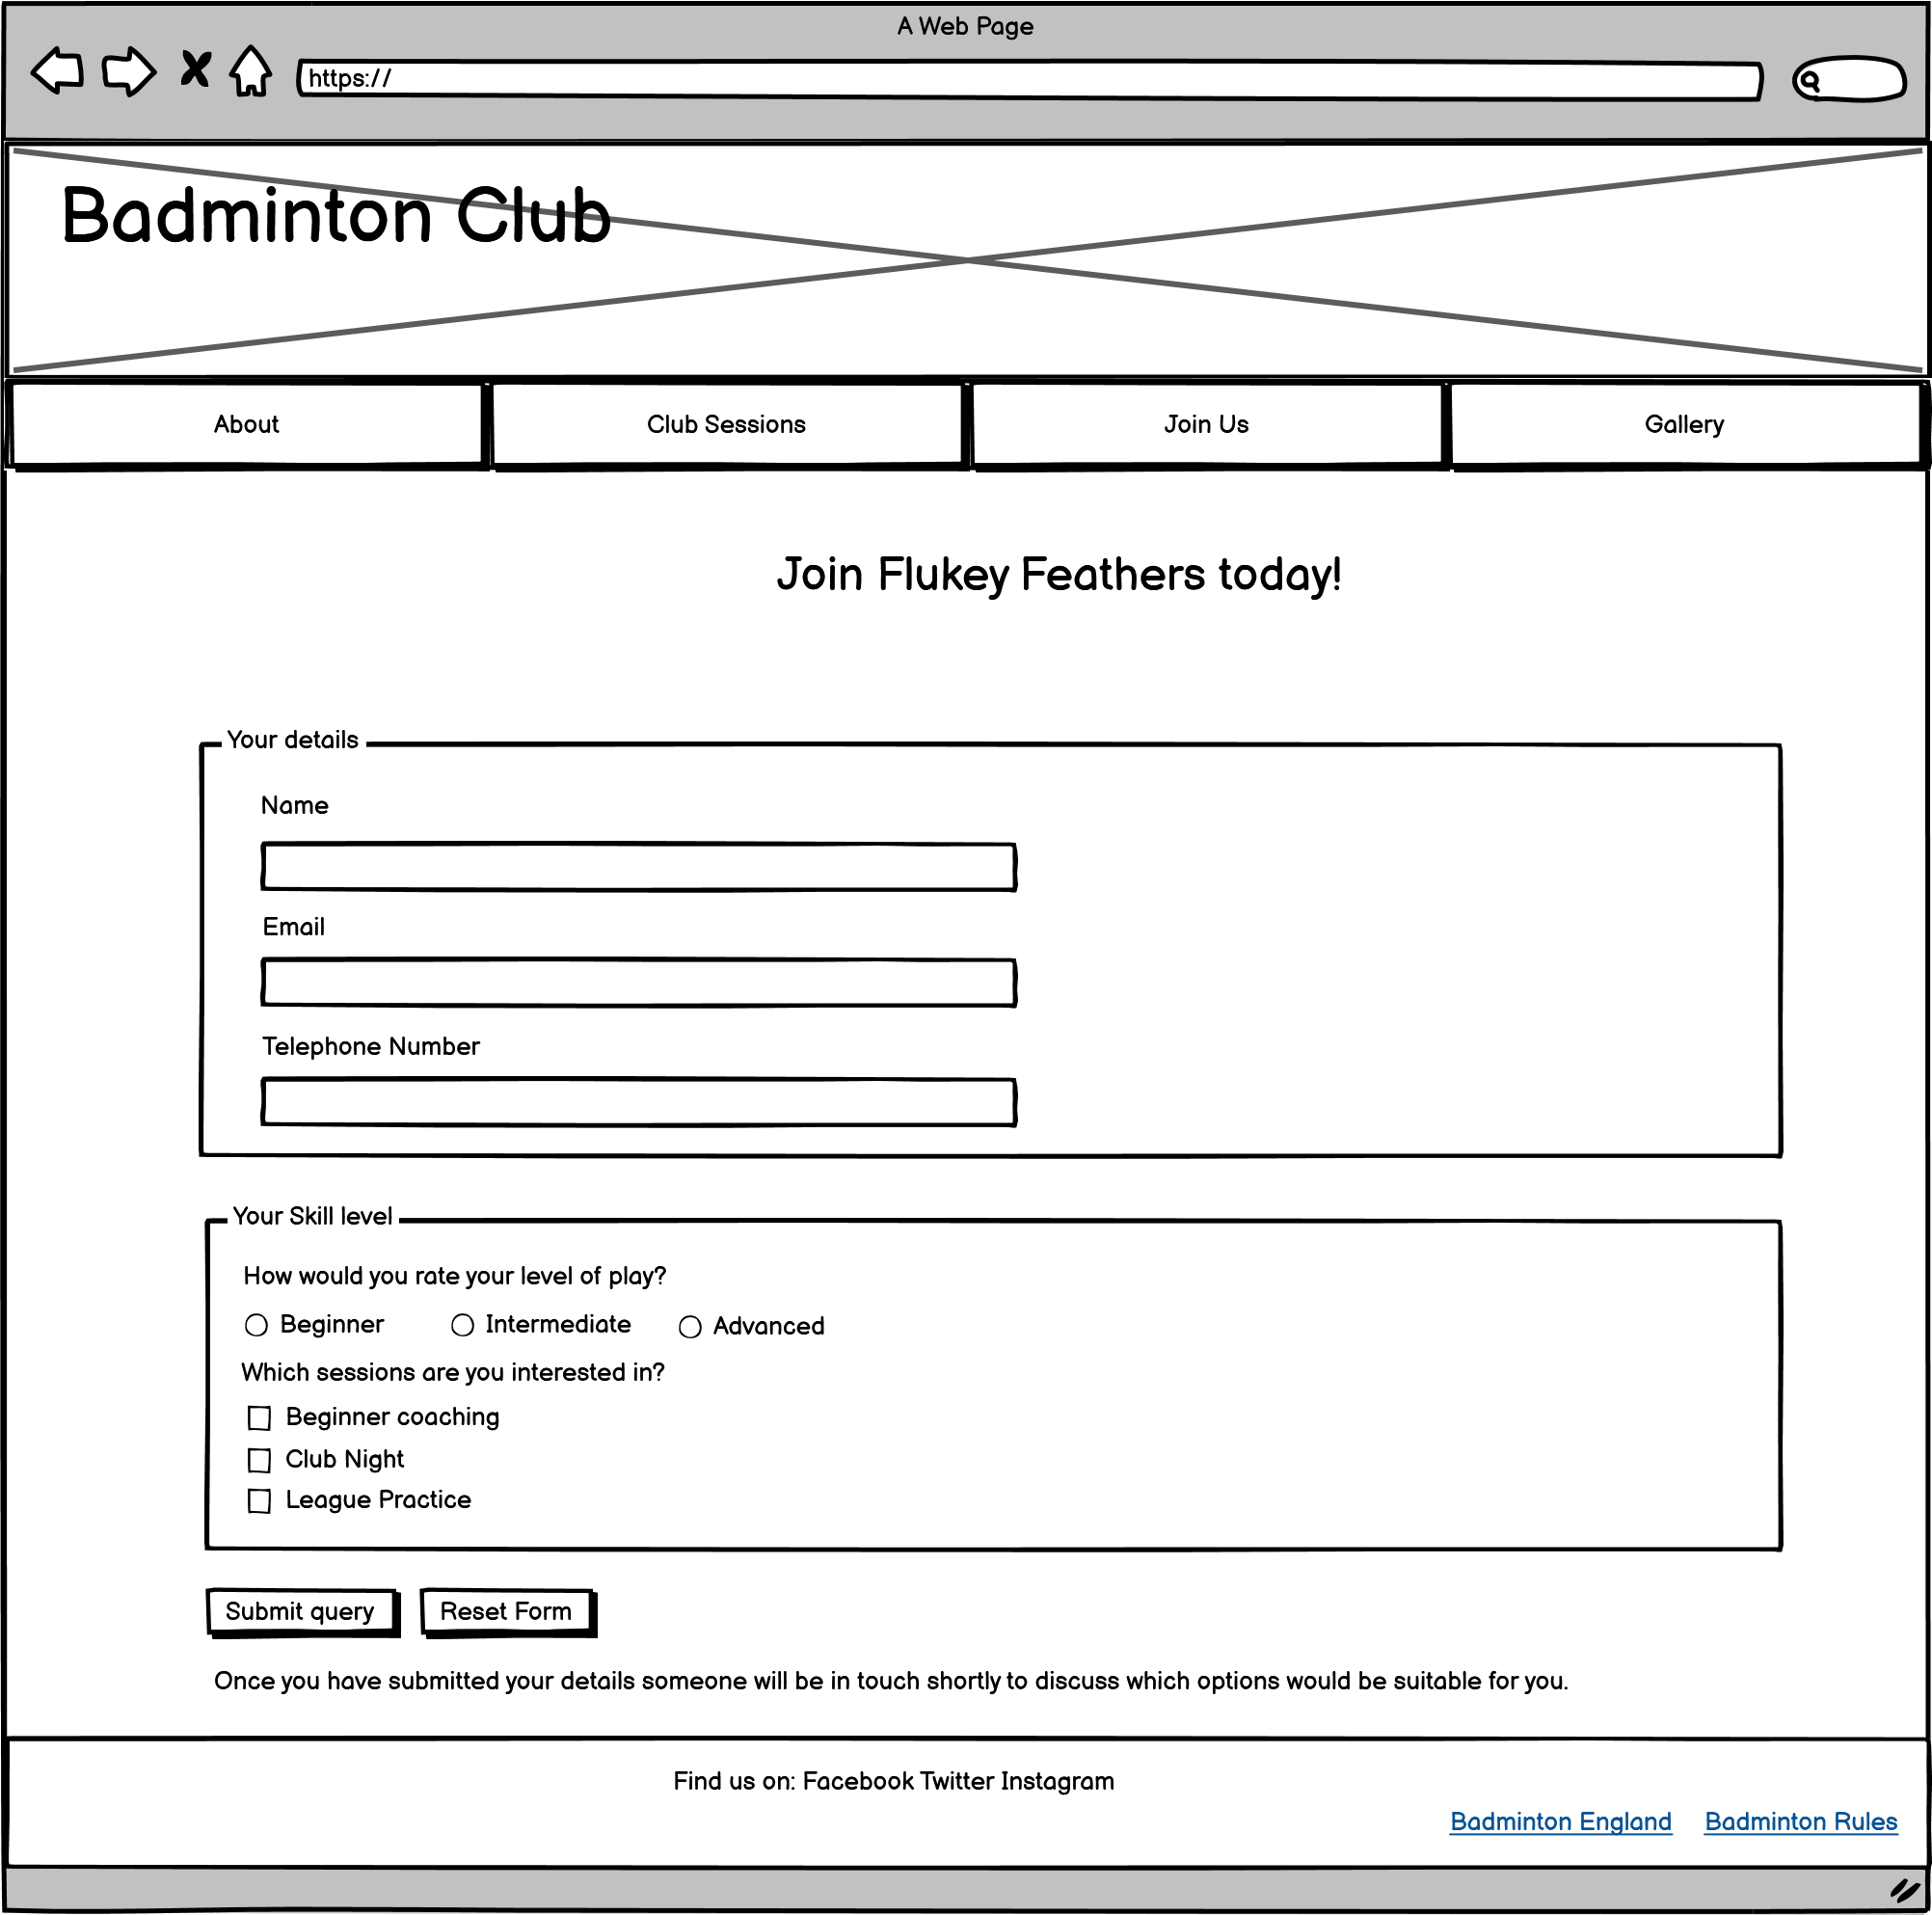 A Web Page
https://
Badminton Club
About Club Sessions Join Us Gallery
Join Flukey Feathers today!
Your details
Name
Email
Telephone Number
Your Skill level
How would you rate your level of play?
Beginner Intermediate Advanced
Which sessions are you interested in?
Beginner coaching
Club Night
League Practice
Submit query Reset Form
Once you have submitted your details someone will be in touch shortly to discuss which options would be suitable for you.
Find us on: Facebook Twitter Instagram
Badminton England Badminton Rules